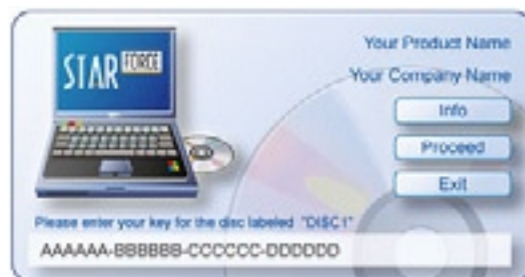 STAR FORCE
Your Product Name
Your Company Name
Info
Proceed
Exit
Please enter your key for the disc labeled "DISC1"
AAAAAA-BBBBBB-CCCCCC-DDDDDD